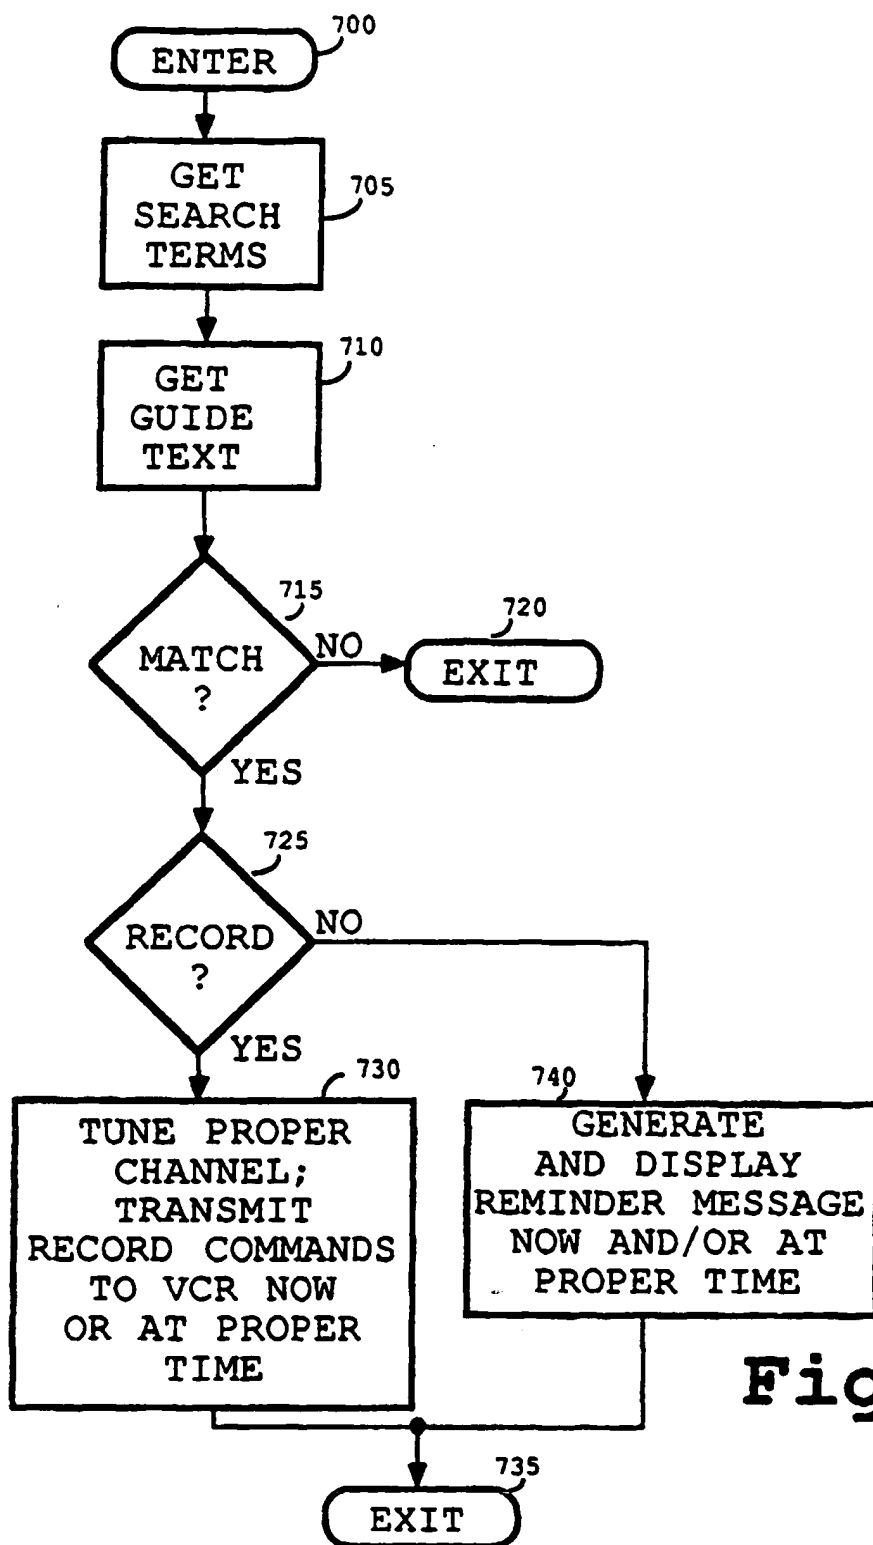 700
ENTER
705
GET
SEARCH
TERMS
710
GET
GUIDE
TEXT
715
MATCH
?
NO
720
EXIT
YES
725
RECORD
?
NO
YES
730
TUNE PROPER
CHANNEL;
TRANSMIT
RECORD COMMANDS
TO VCR NOW
OR AT PROPER
TIME
740
GENERATE
AND DISPLAY
REMINDER MESSAGE
NOW AND/OR AT
PROPER TIME
Fig
735
EXIT